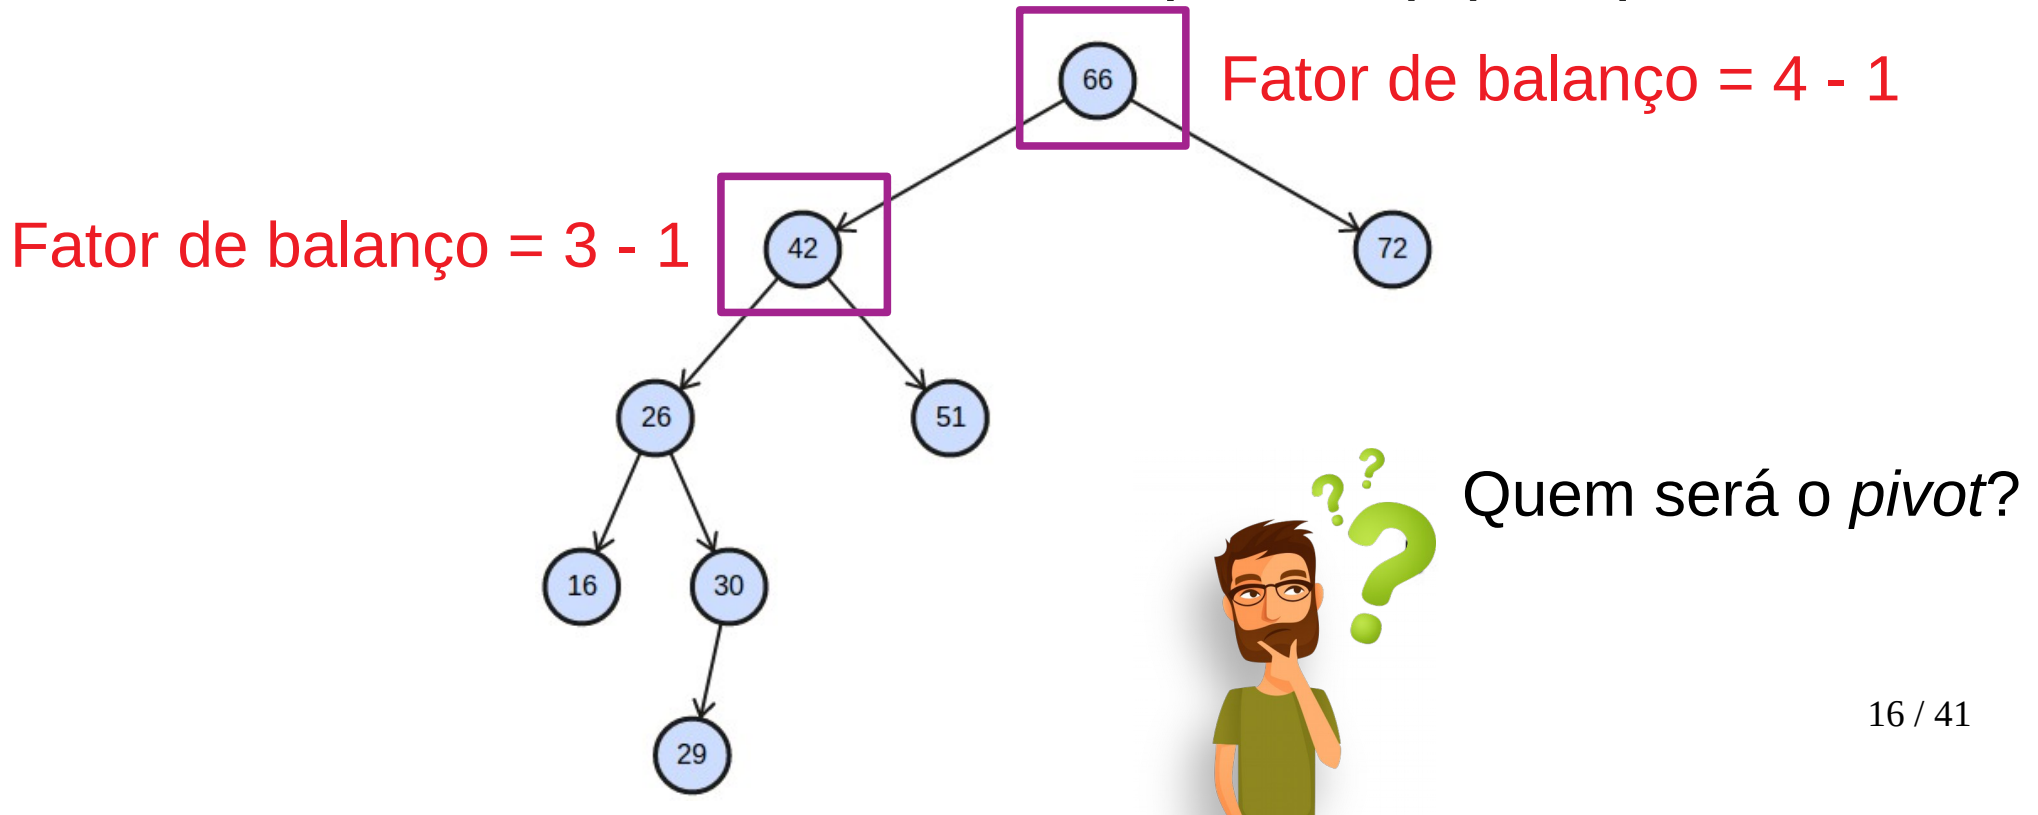 66
Fator de balanço = 4 - 1
Fator de balanço = 3 - 1
42
72
26
51
Quem será o pivot?
16
30
29
16 / 41